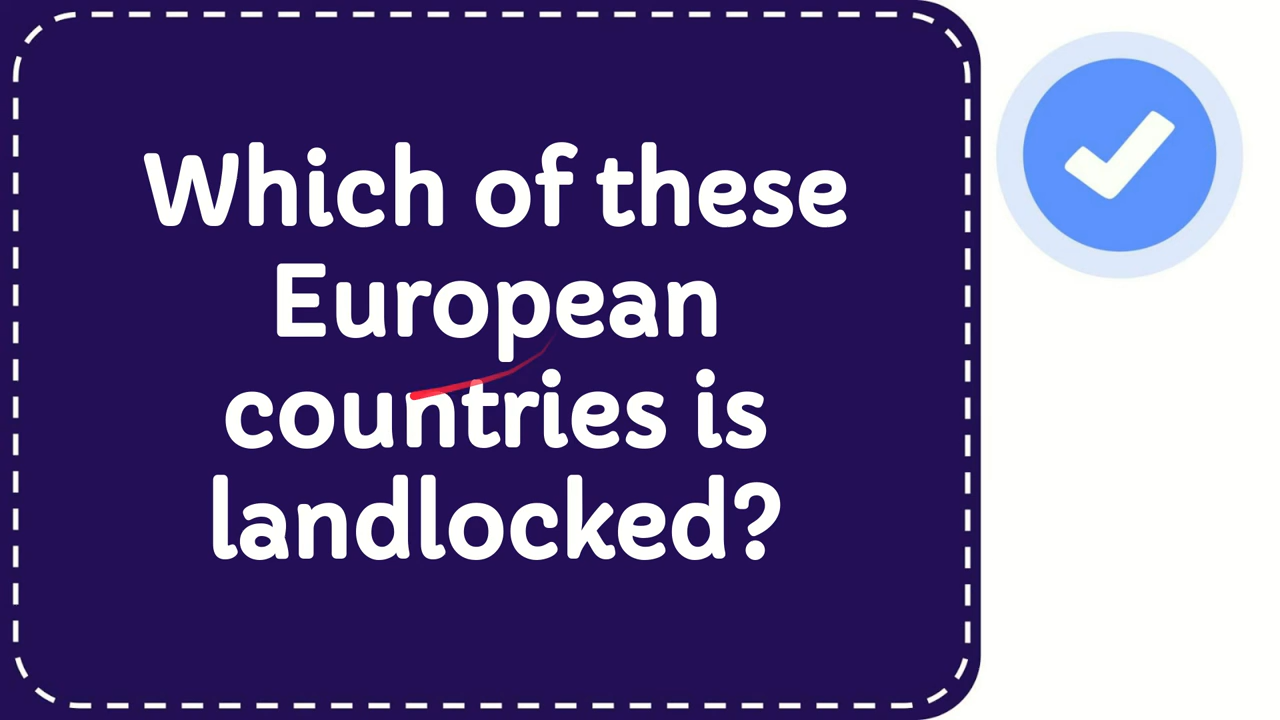 Which of these
European
countries is
landlocked?